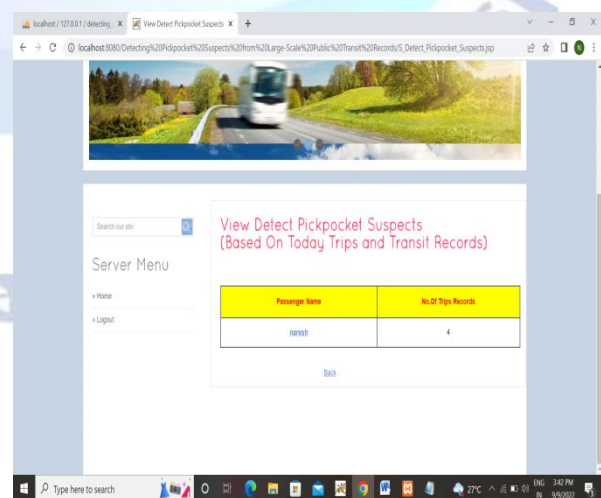 localhost / 127.0.0.1 / detecting_
View Detect Pickpocket Suspects
localhost:8080/Detecting%20Pickpocket%20Suspects%20from%20Large-Scale%20Public%20Transit%20Records/S_Detect_Pickpocket_Suspects.jsp
N
Search our site:
View Detect Pickpocket Suspects
(Based On Today Trips and Transit Records)
Server Menu
» Home
» Logout
Passenger Name No.Of Trips Records
naresh 4
Back
Type here to search
27°C
ENG 3:42 PM
IN 9/9/2022